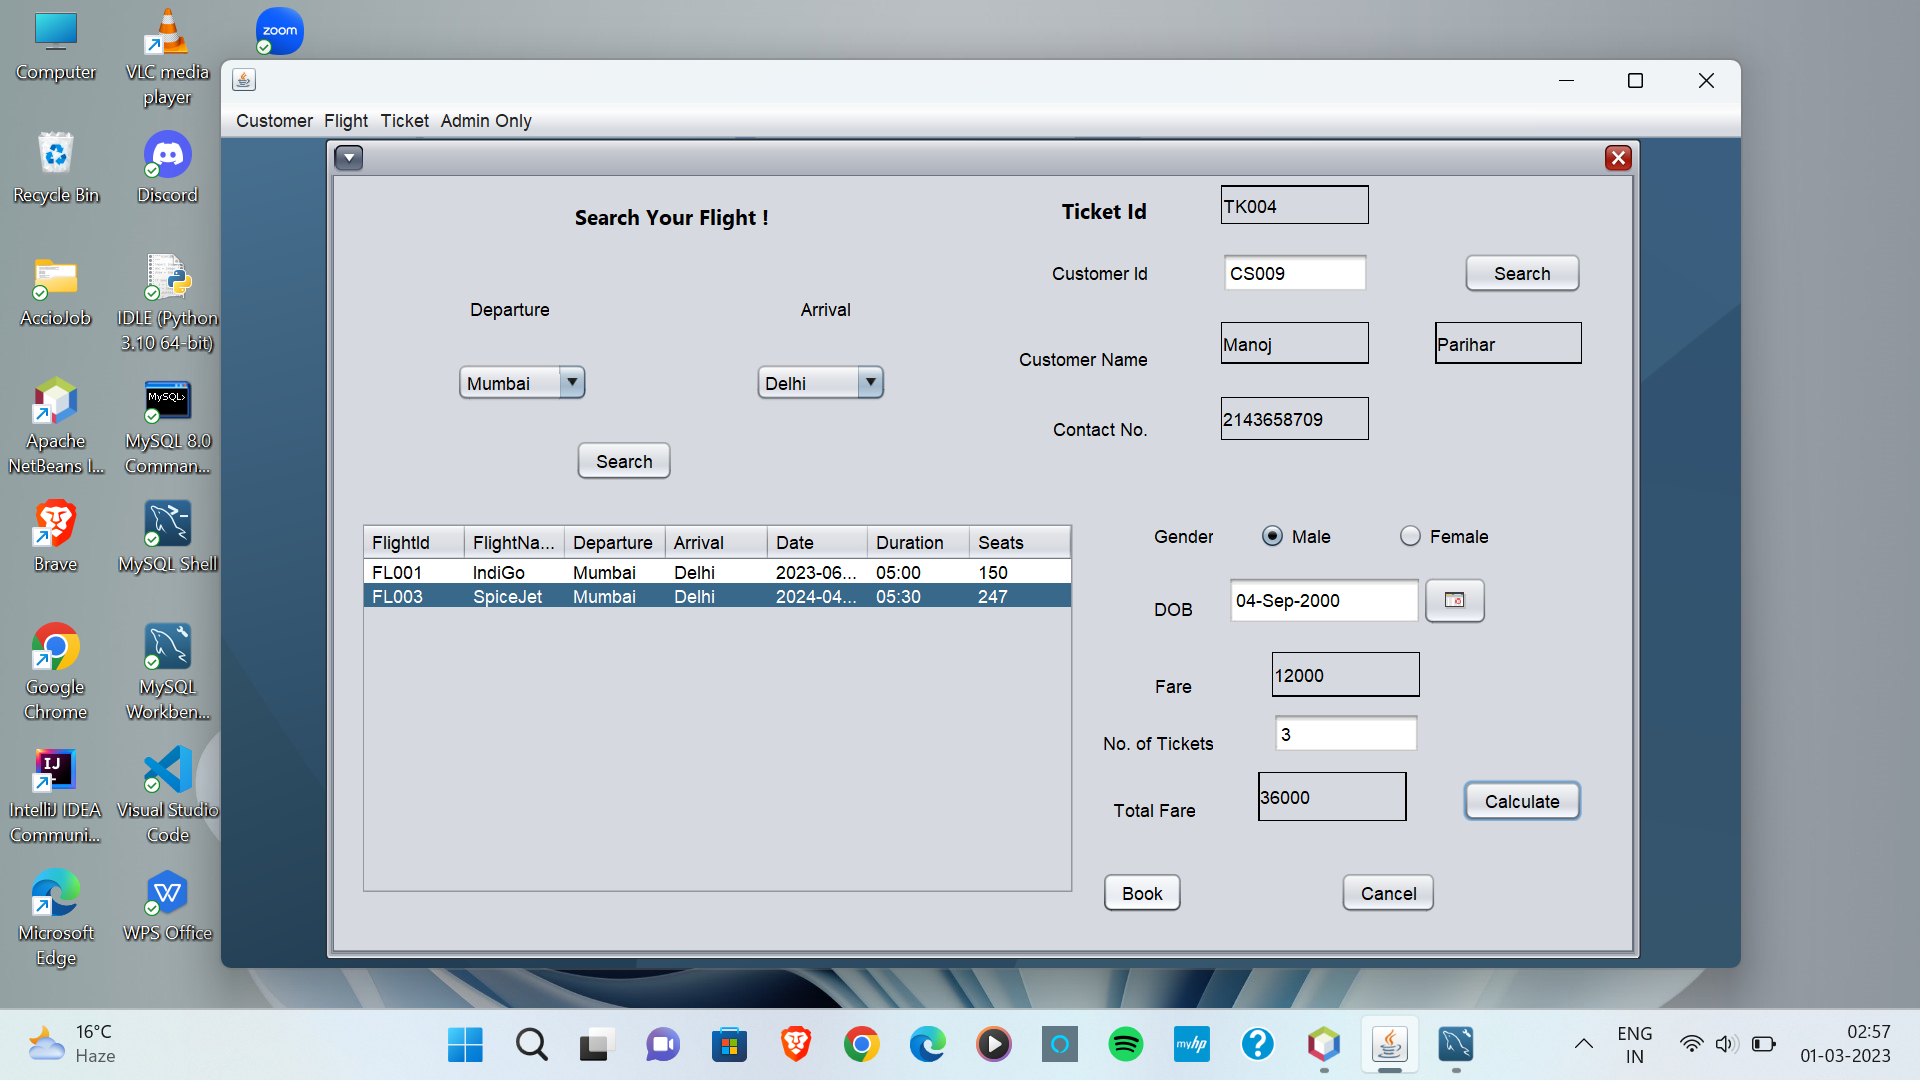 Computer
VLC media
player
zoom
Recycle Bin
Discord
AccioJob
IDLE (Python
3.10 64-bit)
Apache
NetBeans I...
MySQL>
MySQL 8.0
Comman...
Brave
MySQL Shell
Google
Chrome
MySQL
Workben...
IJ
IntelliJ IDEA
Communi...
Visual Studio
Code
Microsoft
Edge
W
WPS Office
Customer Flight Ticket Admin Only
Search Your Flight !
Departure Arrival
Mumbai Delhi
Search
FlightId FlightNa... Departure Arrival Date Duration Seats
FL001 IndiGo Mumbai Delhi 2023-06... 05:00 150
FL003 SpiceJet Mumbai Delhi 2024-04... 05:30 247
Ticket Id TK004
Customer Id CS009 Search
Customer Name Manoj Parihar
Contact No. 2143658709
Gender Male Female
DOB 04-Sep-2000
Fare 12000
No. of Tickets 3
Total Fare 36000 Calculate
Book Cancel
16°C
Haze
myhp
?
ENG
IN
02:57
01-03-2023